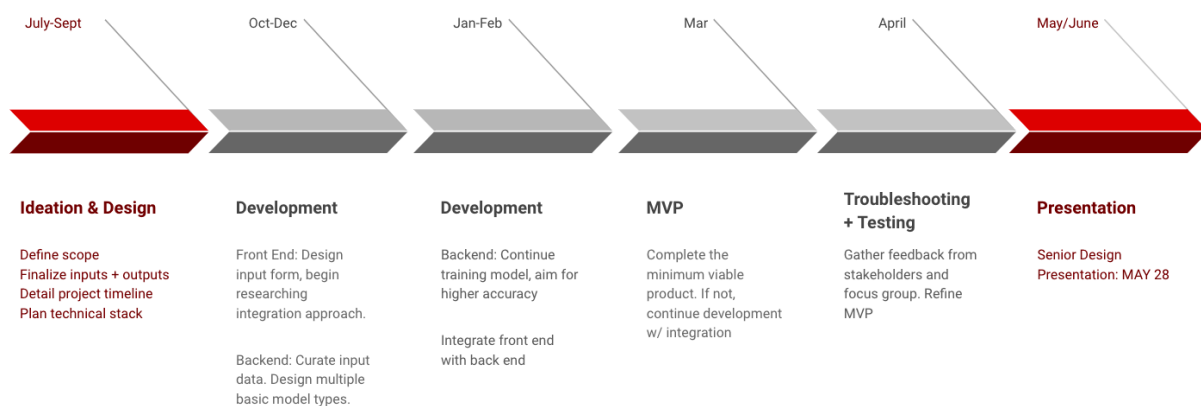 July-Sept
Oct-Dec
Jan-Feb
Mar
April
May/June
Ideation & Design
Define scope
Finalize inputs + outputs
Detail project timeline
Plan technical stack
Development
Front End: Design
input form, begin
researching
integration approach.
Backend: Curate input
data. Design multiple
basic model types.
Development
Backend: Continue
training model, aim for
higher accuracy
Integrate front end
with back end
MVP
Complete the
minimum viable
product. If not,
continue development
w/ integration
Troubleshooting
+ Testing
Gather feedback from
stakeholders and
focus group. Refine
MVP
Presentation
Senior Design
Presentation: MAY 28